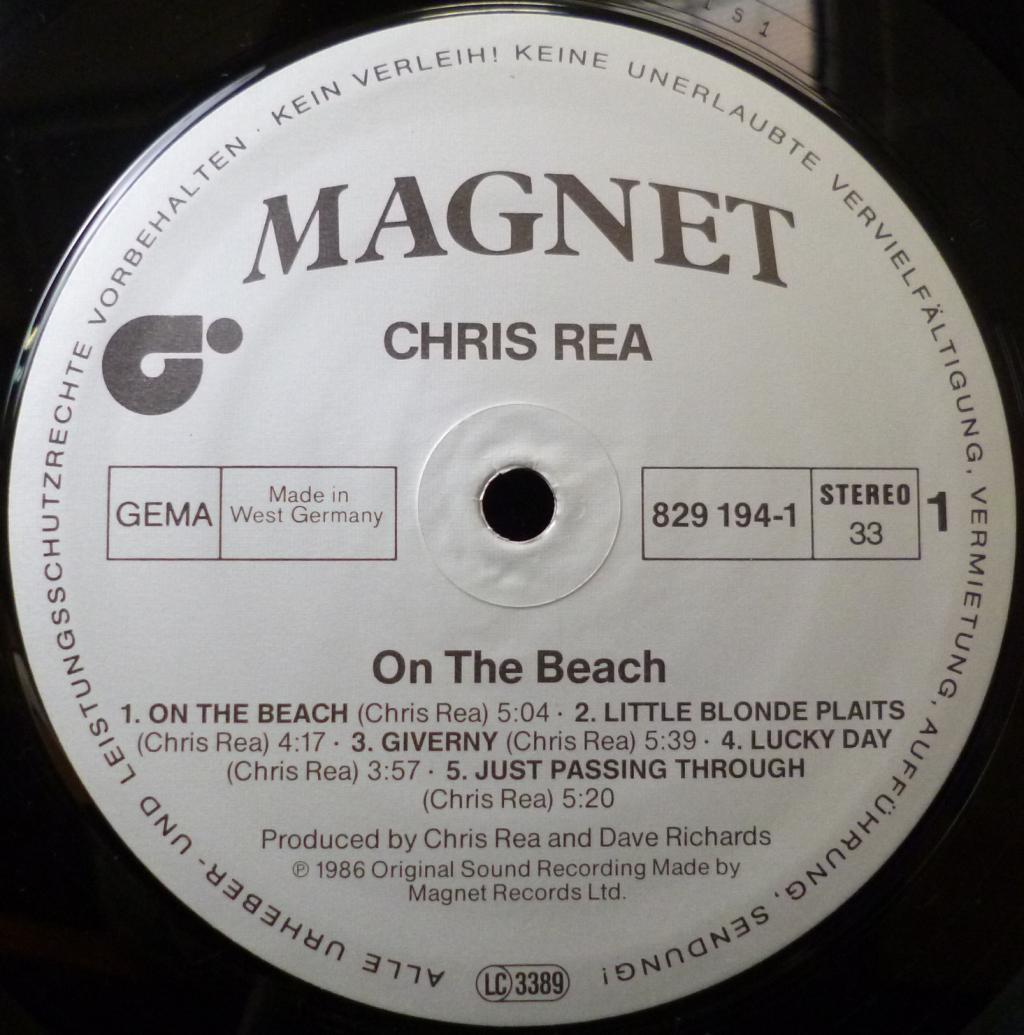 ALLE URHEBER- UND LEISTUNGSSCHUTZRECHTE VORBEHALTEN · KEIN VERLEIH! KEINE UNERLAUBTE VERVIELFÄLTIGUNG, VERMIETUNG, AUFFÜHRUNG, SENDUNG!
MAGNET
CHRIS REA
GEMA
Made in
West Germany
829 194-1
STEREO
33
1
On The Beach
1. ON THE BEACH (Chris Rea) 5:04 · 2. LITTLE BLONDE PLAITS
(Chris Rea) 4:17 · 3. GIVERNY (Chris Rea) 5:39 · 4. LUCKY DAY
(Chris Rea) 3:57 · 5. JUST PASSING THROUGH
(Chris Rea) 5:20
Produced by Chris Rea and Dave Richards
℗ 1986 Original Sound Recording Made by
Magnet Records Ltd.
LC 3389